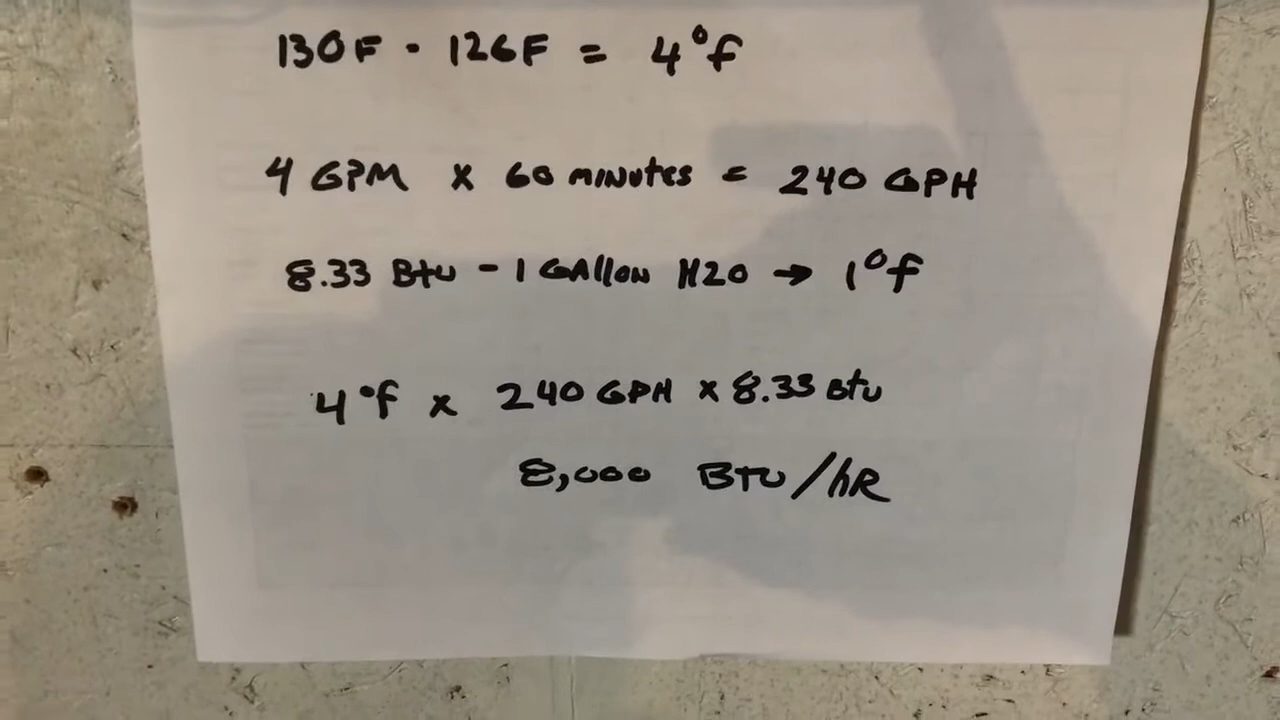 130F - 126F = 4°f
4 GPM x 60 minutes = 240 GPH
8.33 Btu - 1 Gallon H2O → 1°f
4°f x 240 GPH x 8.33 Btu
8,000 BTU/hR